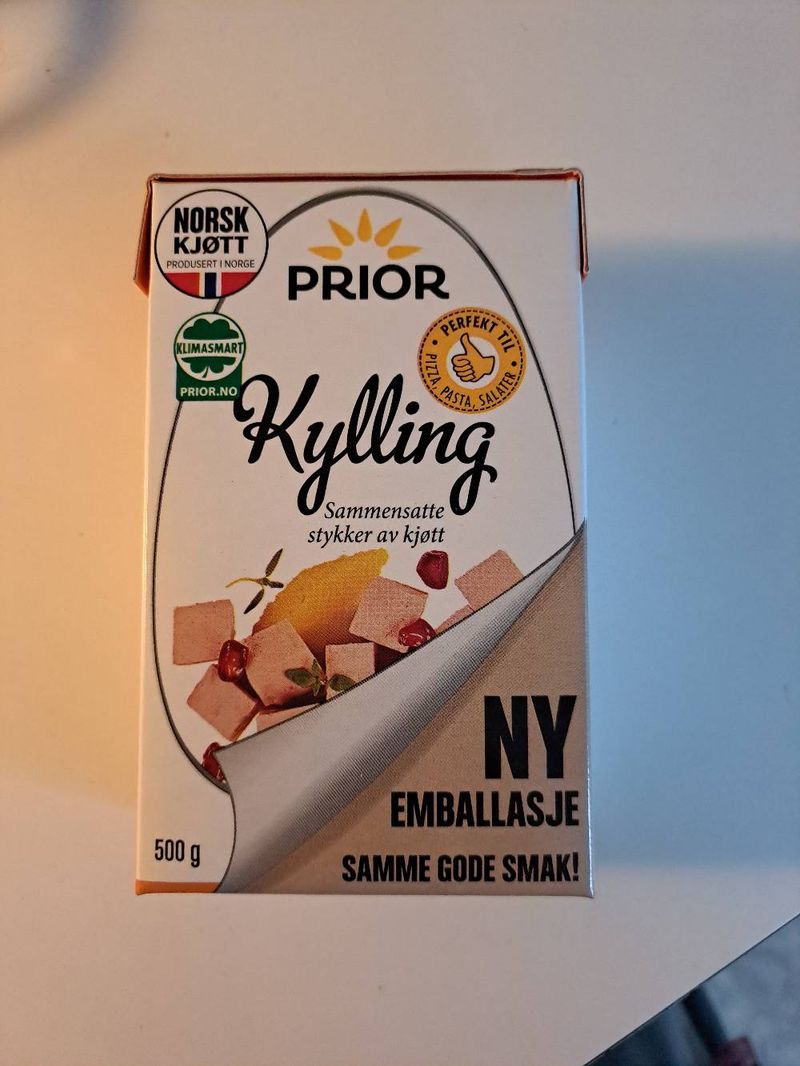 NORSK
KJØTT
PRODUSERT I NORGE
PRIOR
KLIMASMART
PRIOR.NO
PERFEKT TIL
PIZZA, PASTA, SALATER
Kylling
Sammensatte
stykker av kjøtt
NY
EMBALLASJE
SAMME GODE SMAK!
500 g